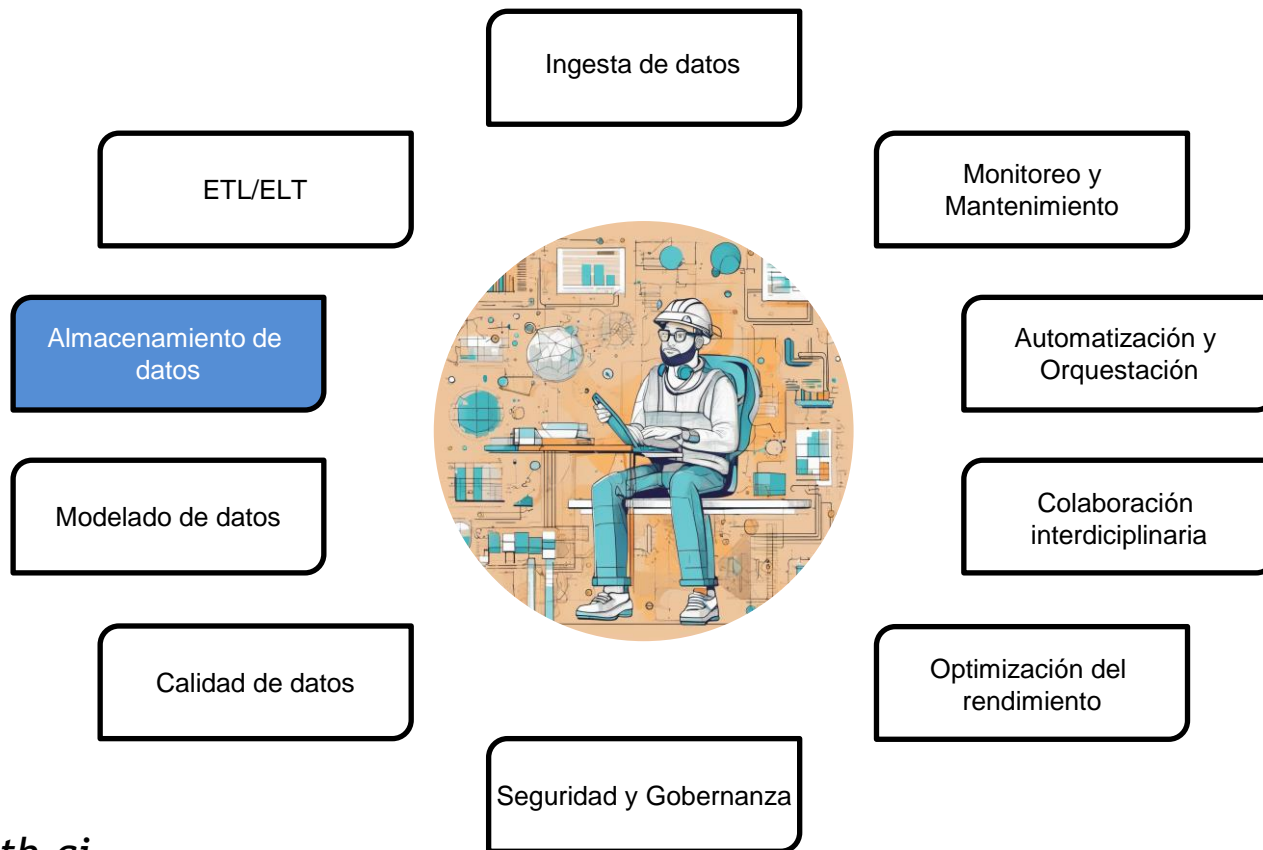 Ingesta de datos
ETL/ELT
Monitoreo y
Mantenimiento
Almacenamiento de
datos
Automatización y
Orquestación
Modelado de datos
Colaboración
interdiciplinaria
Calidad de datos
Optimización del
rendimiento
Seguridad y Gobernanza